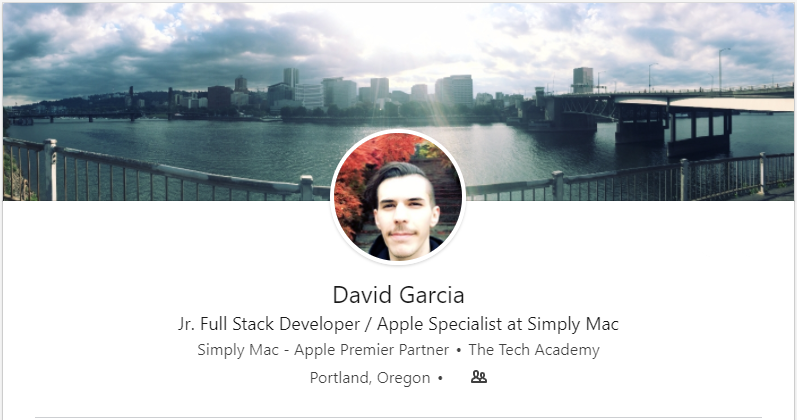 David Garcia
Jr. Full Stack Developer / Apple Specialist at Simply Mac
Simply Mac - Apple Premier Partner • The Tech Academy
Portland, Oregon •